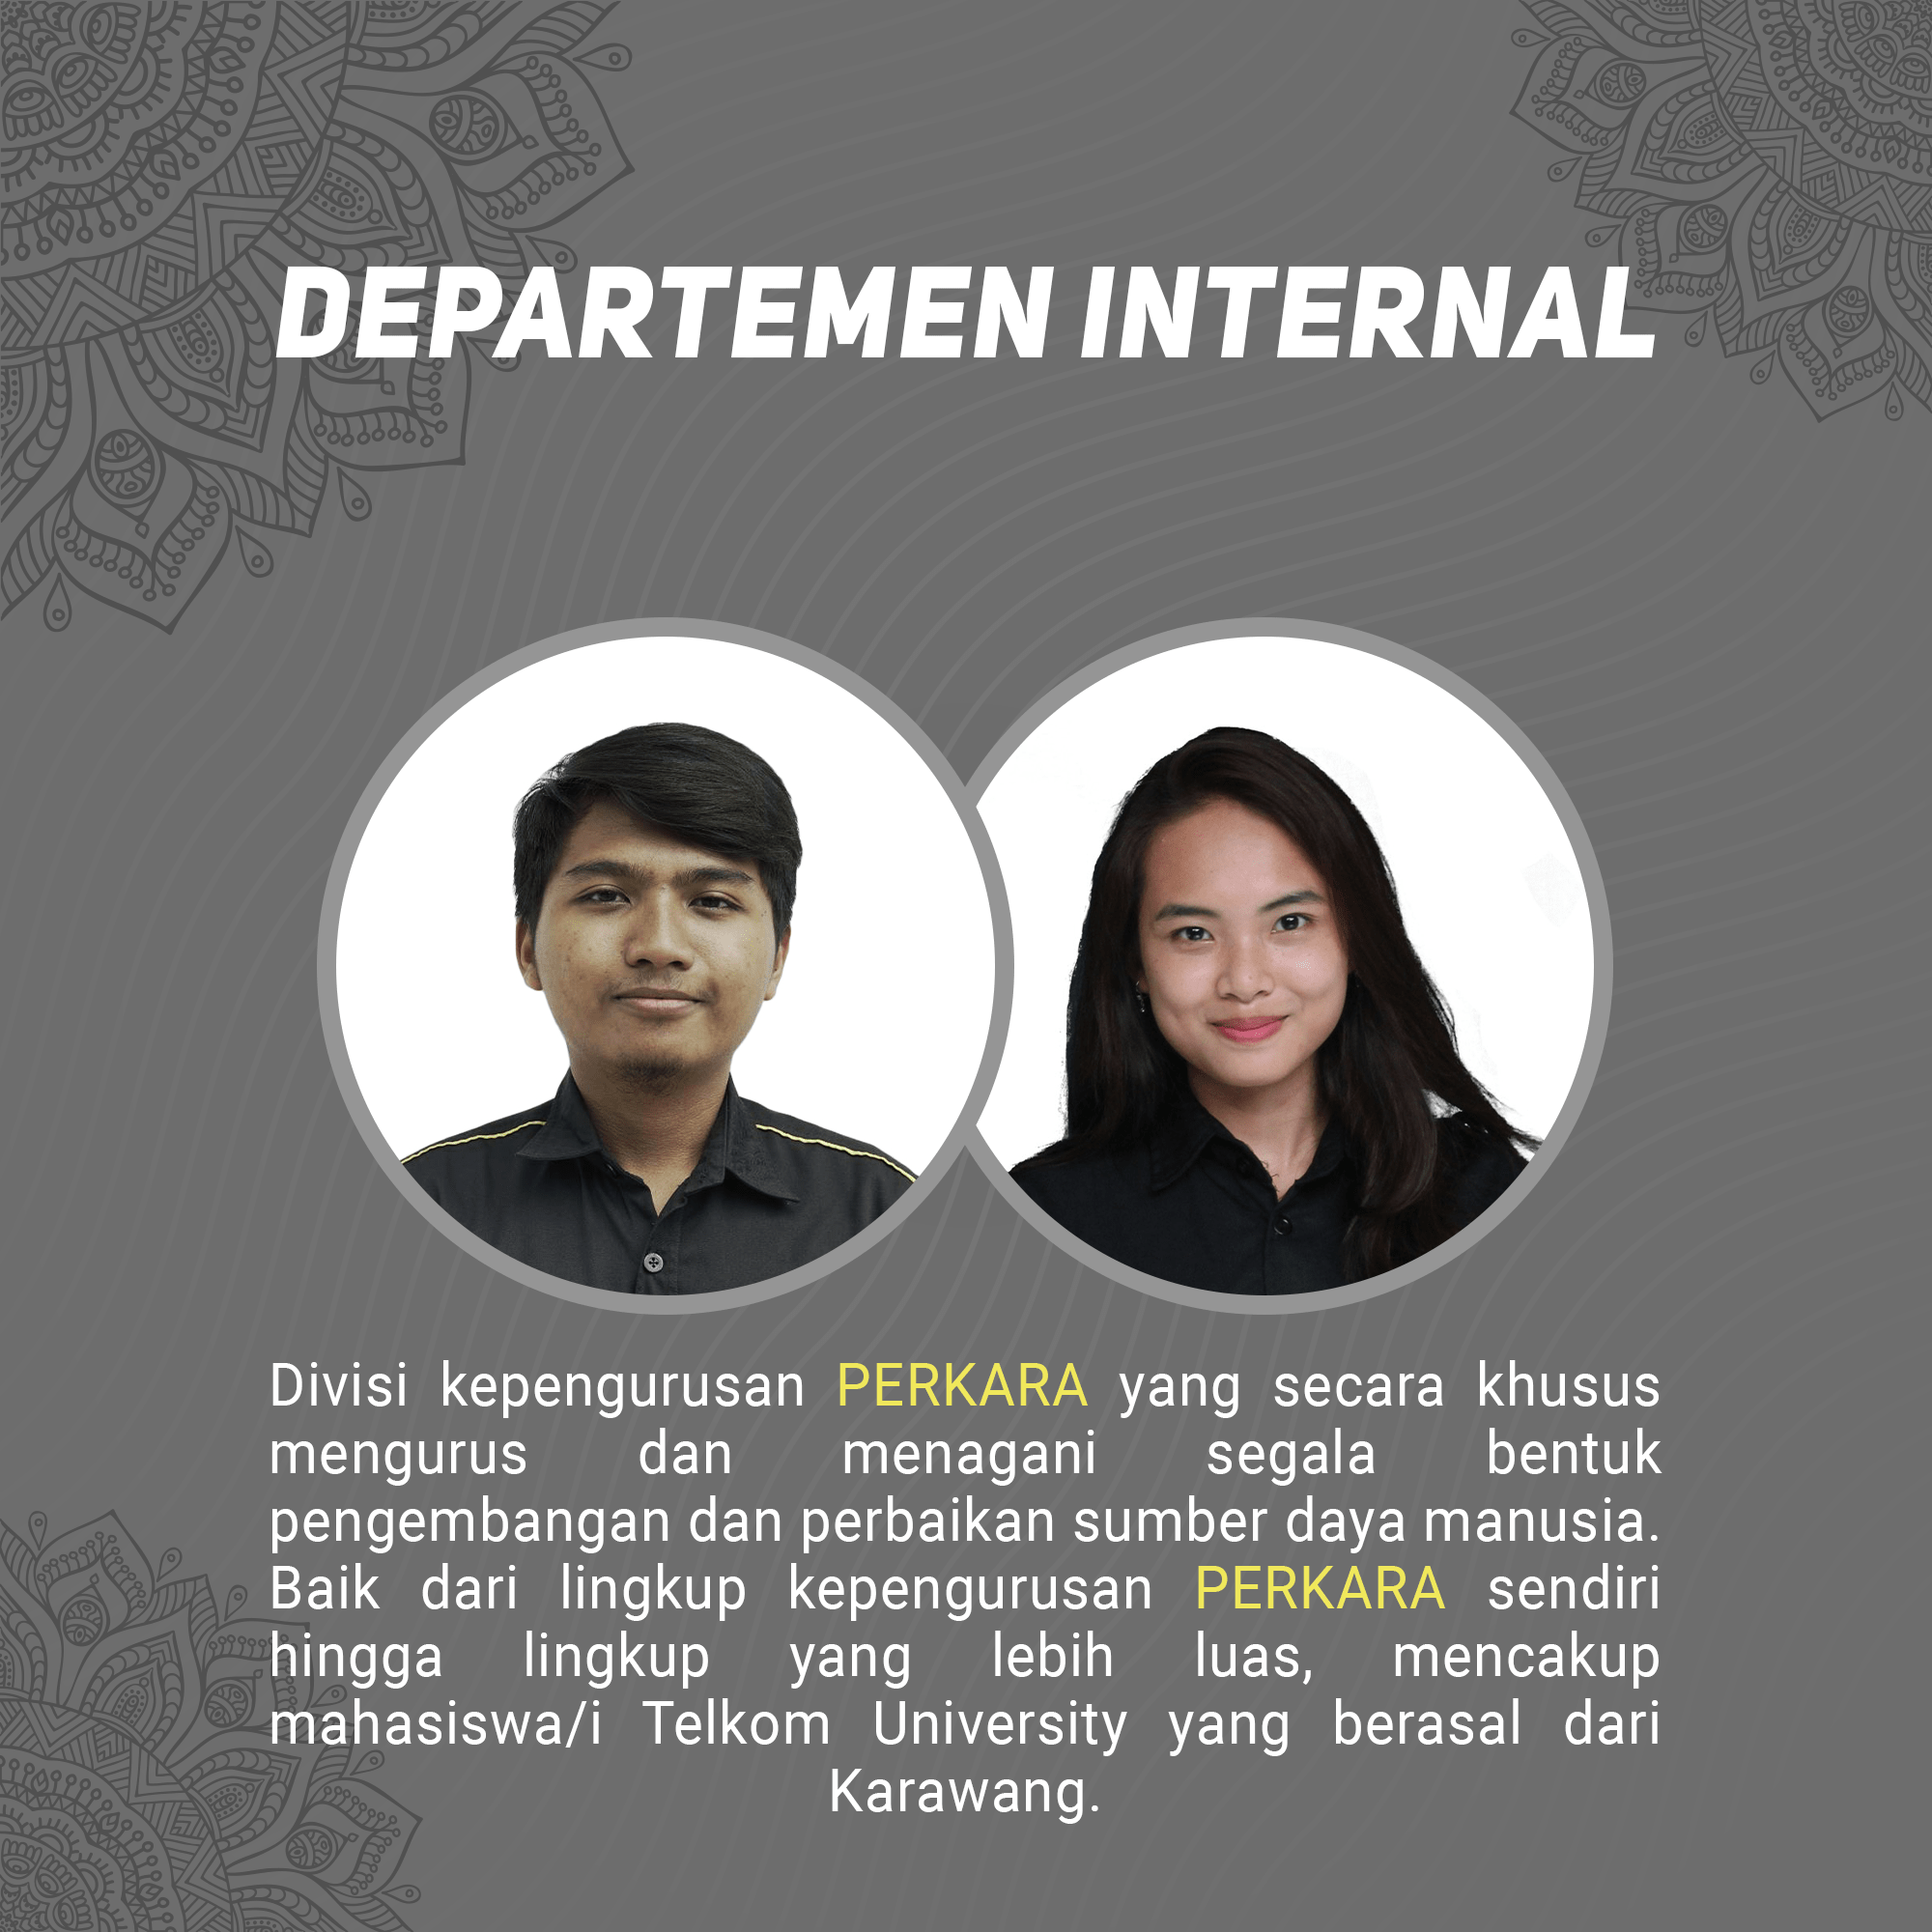 DEPARTEMEN INTERNAL
Divisi kepengurusan PERKARA yang secara khusus
mengurus dan menagani segala bentuk
pengembangan dan perbaikan sumber daya manusia.
Baik dari lingkup kepengurusan PERKARA sendiri
hingga lingkup yang lebih luas, mencakup
mahasiswa/i Telkom University yang berasal dari
Karawang.